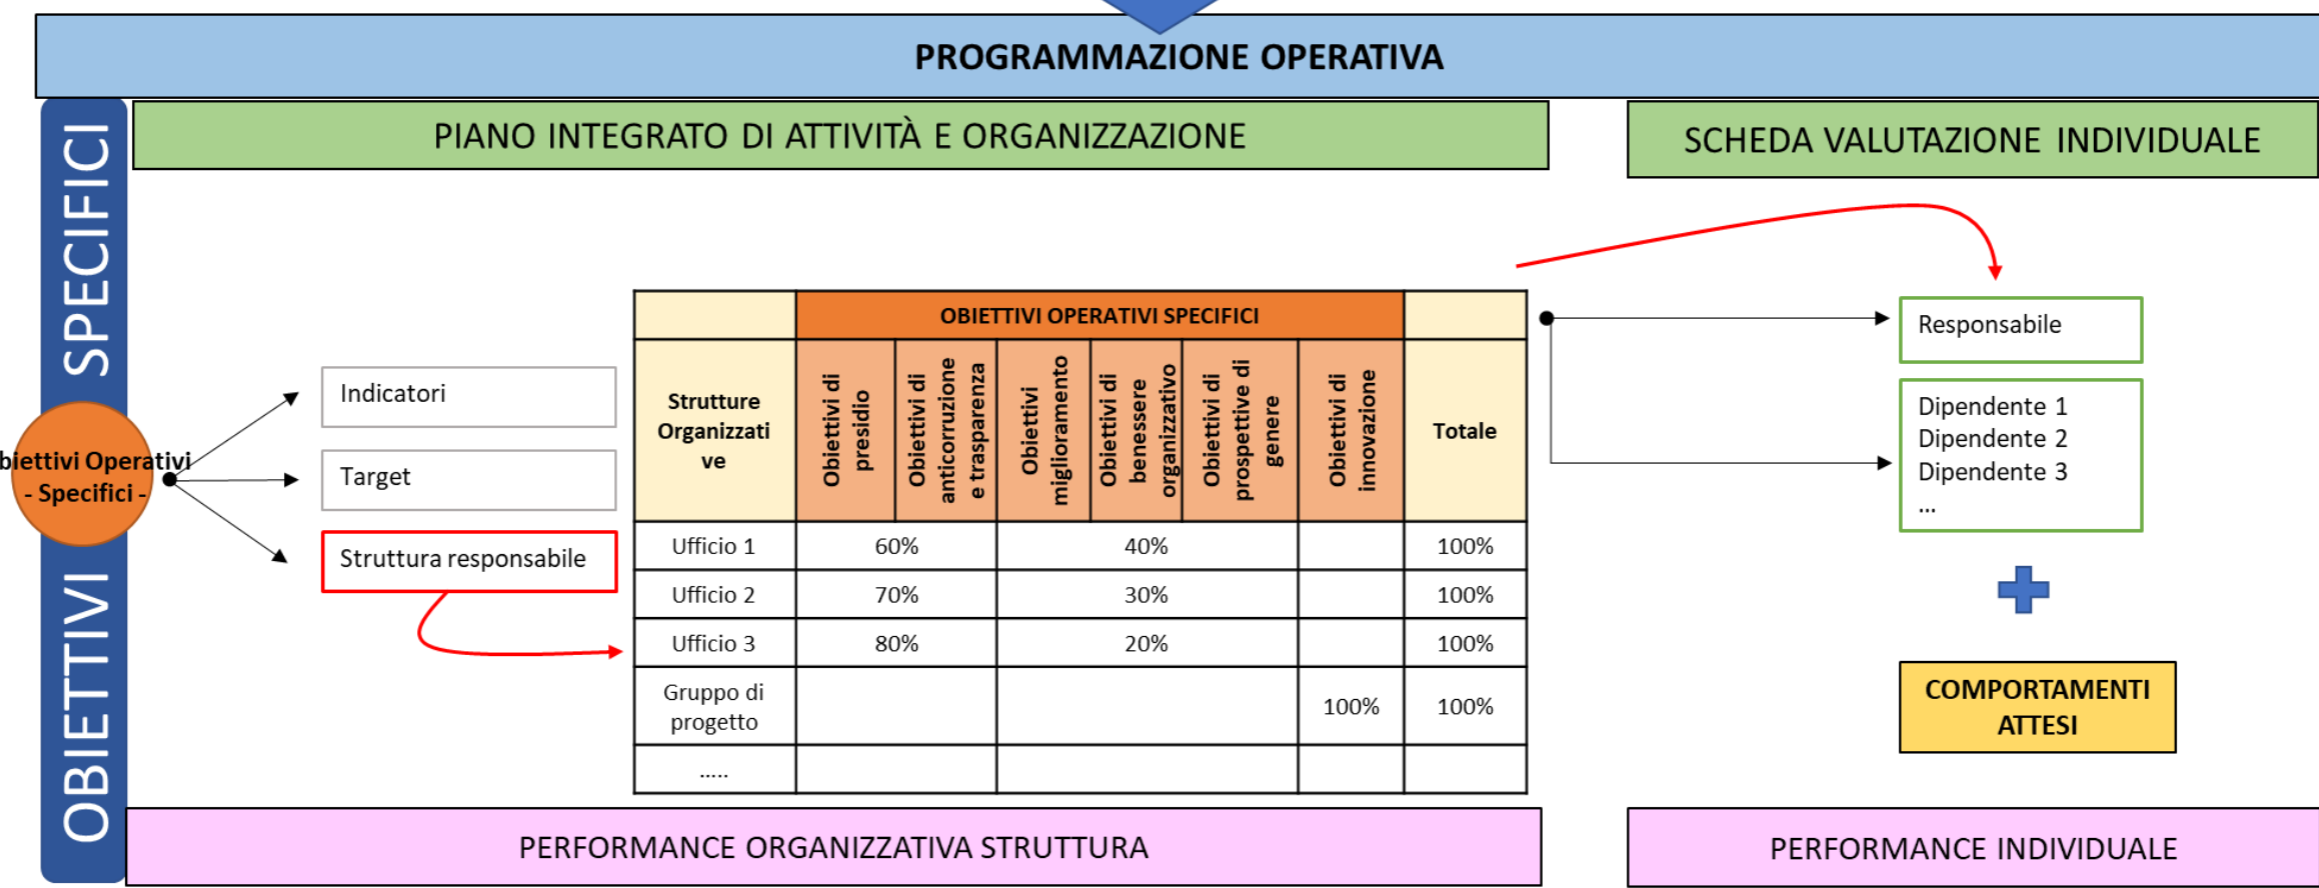 PROGRAMMAZIONE OPERATIVA
PIANO INTEGRATO DI ATTIVITÀ E ORGANIZZAZIONE
SCHEDA VALUTAZIONE INDIVIDUALE
OBIETTIVI SPECIFICI
biettivi Operativi
- Specifici -
Indicatori
Target
Struttura responsabile
OBIETTIVI OPERATIVI SPECIFICI
Strutture
Organizzati
ve
Obiettivi di
presidio
Obiettivi di
anticorruzione
e trasparenza
Obiettivi
miglioramento
Obiettivi di
benessere
organizzativo
Obiettivi di
prospettive di
genere
Obiettivi di
innovazione
Totale
Ufficio 1 60% 40% 100%
Ufficio 2 70% 30% 100%
Ufficio 3 80% 20% 100%
Gruppo di
progetto 100% 100%
.....
Responsabile
Dipendente 1
Dipendente 2
Dipendente 3
...
COMPORTAMENTI
ATTESI
PERFORMANCE ORGANIZZATIVA STRUTTURA
PERFORMANCE INDIVIDUALE